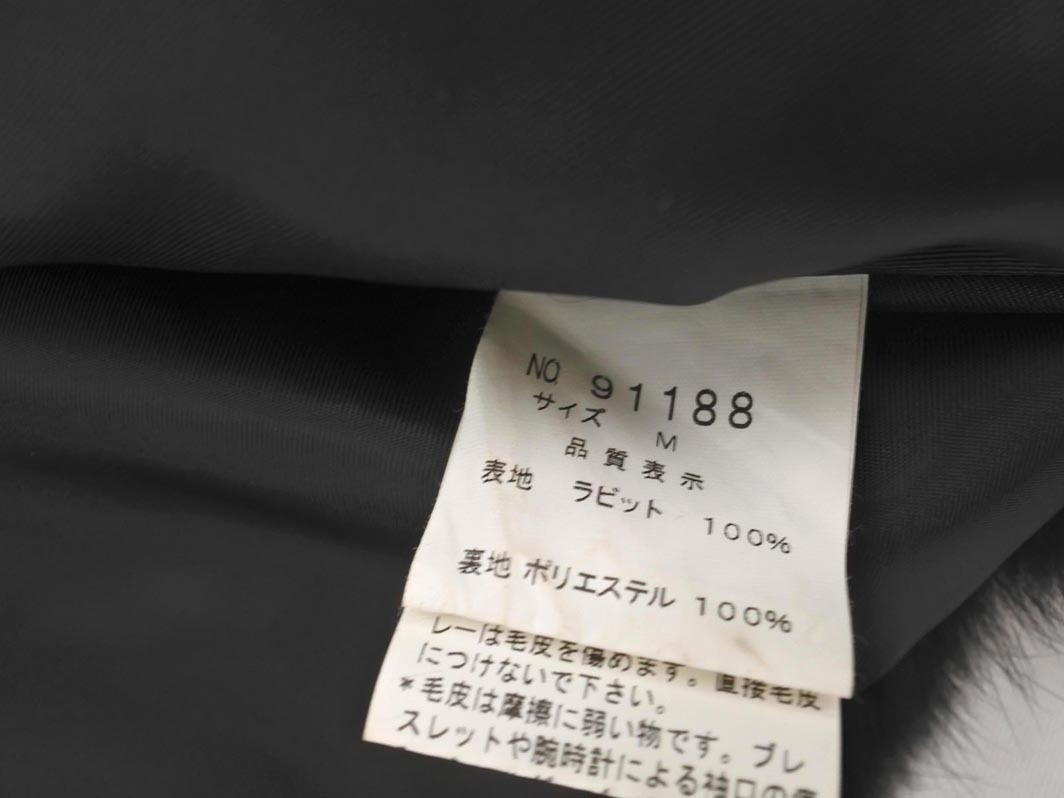 NO. 91188
サイズ M
品質表示
表地 ラビット 100%
裏地 ポリエステル 100%
レーは毛皮を傷めます。直接毛皮
につけないで下さい。
*毛皮は摩擦に弱い物です。ブレ
スレットや腕時計による袖口の